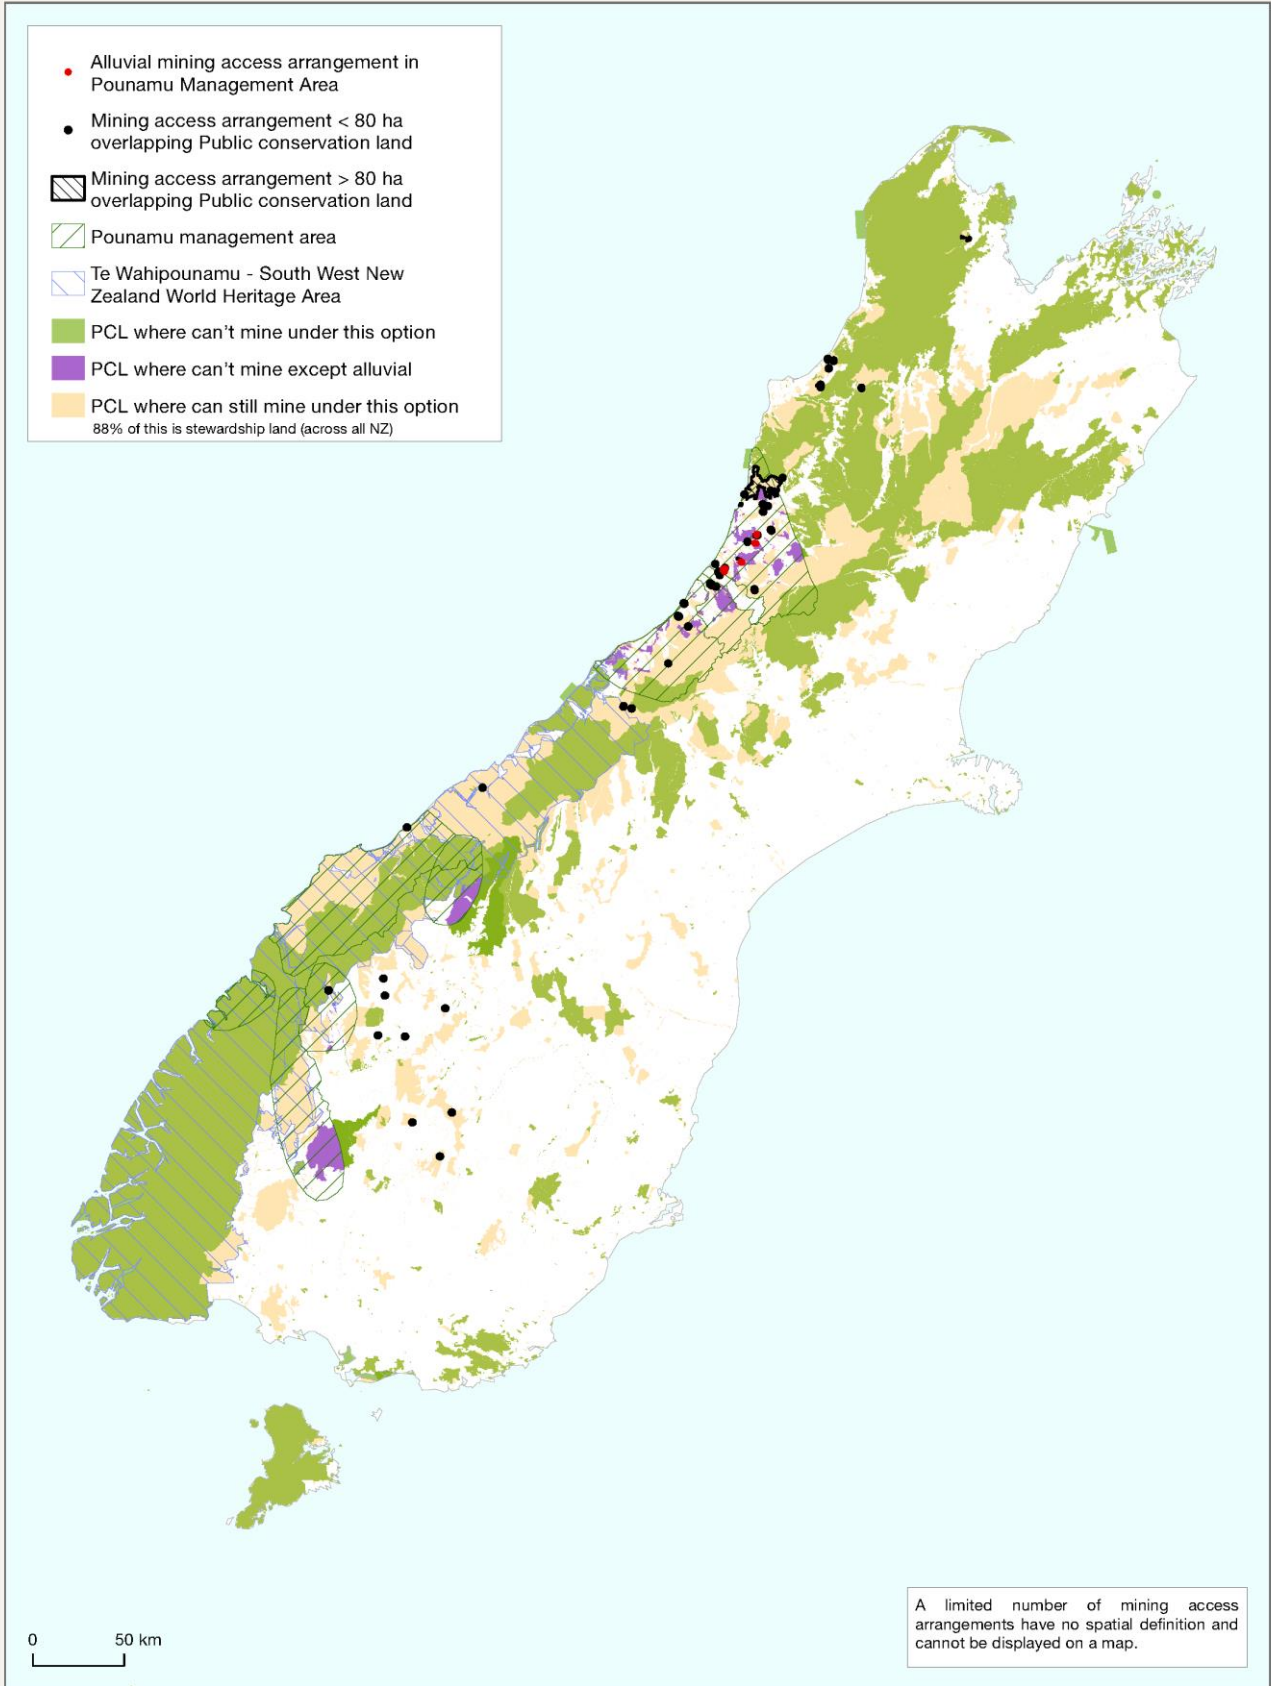 Alluvial mining access arrangement in
Pounamu Management Area
Mining access arrangement < 80 ha
overlapping Public conservation land
Mining access arrangement > 80 ha
overlapping Public conservation land
Pounamu management area
Te Wahipounamu - South West New
Zealand World Heritage Area
PCL where can't mine under this option
PCL where can't mine except alluvial
PCL where can still mine under this option
88% of this is stewardship land (across all NZ)
A limited number of mining access
arrangements have no spatial definition and
cannot be displayed on a map.
0 50 km